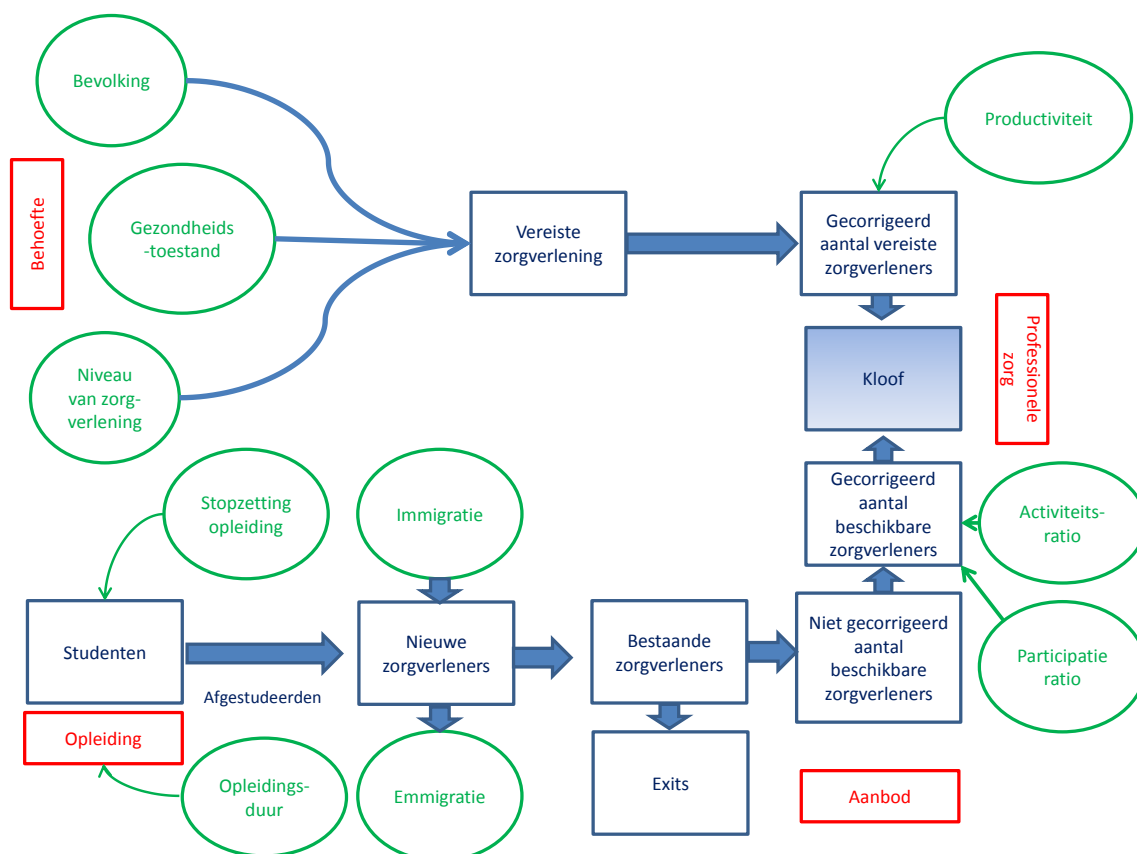 Bevolking
Productiviteit
Behoefte
Gezondheids
-toestand
Vereiste
zorgverlening
Gecorrigeerd
aantal vereiste
zorgverleners
Professionele
zorg
Kloof
Niveau
van zorg-
verlening
Stopzetting
opleiding
Immigratie
Gecorrigeerd
aantal
beschikbare
zorgverleners
Activiteits-
ratio
Studenten
Afgestudeerden
Nieuwe
zorgverleners
Bestaande
zorgverleners
Niet gecorrigeerd
aantal
beschikbare
zorgverleners
Participatie
ratio
Opleiding
Opleidings-
duur
Emmigratie
Exits
Aanbod